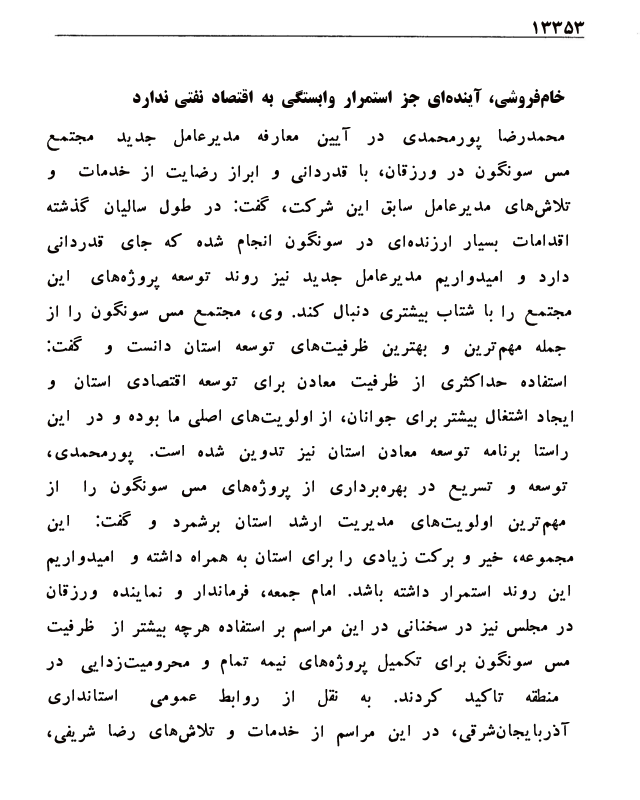 ۱۳۳۵۳
خام‌فروشی، آینده‌ای جز استمرار وابستگی به اقتصاد نفتی ندارد
محمدرضا پورمحمدی در آیین معارفه مدیرعامل جدید مجتمع
مس سونگون در ورزقان، با قدردانی و ابراز رضایت از خدمات و
تلاش‌های مدیرعامل سابق این شرکت، گفت: در طول سالیان گذشته
اقدامات بسیار ارزنده‌ای در سونگون انجام شده که جای قدردانی
دارد و امیدواریم مدیرعامل جدید نیز روند توسعه پروژه‌های این
مجتمع را با شتاب بیشتری دنبال کند. وی، مجتمع مس سونگون را از
جمله مهم‌ترین و بهترین ظرفیت‌های توسعه استان دانست و گفت:
استفاده حداکثری از ظرفیت معادن برای توسعه اقتصادی استان و
ایجاد اشتغال بیشتر برای جوانان، از اولویت‌های اصلی ما بوده و در این
راستا برنامه توسعه معادن استان نیز تدوین شده است. پورمحمدی،
توسعه و تسریع در بهره‌برداری از پروژه‌های مس سونگون را از
مهم‌ترین اولویت‌های مدیریت ارشد استان برشمرد و گفت: این
مجموعه، خیر و برکت زیادی را برای استان به همراه داشته و امیدواریم
این روند استمرار داشته باشد. امام جمعه، فرماندار و نماینده ورزقان
در مجلس نیز در سخنانی در این مراسم بر استفاده هرچه بیشتر از ظرفیت
مس سونگون برای تکمیل پروژه‌های نیمه تمام و محرومیت‌زدایی در
منطقه تاکید کردند. به نقل از روابط عمومی استانداری
آذربایجان‌شرقی، در این مراسم از خدمات و تلاش‌های رضا شریفی،